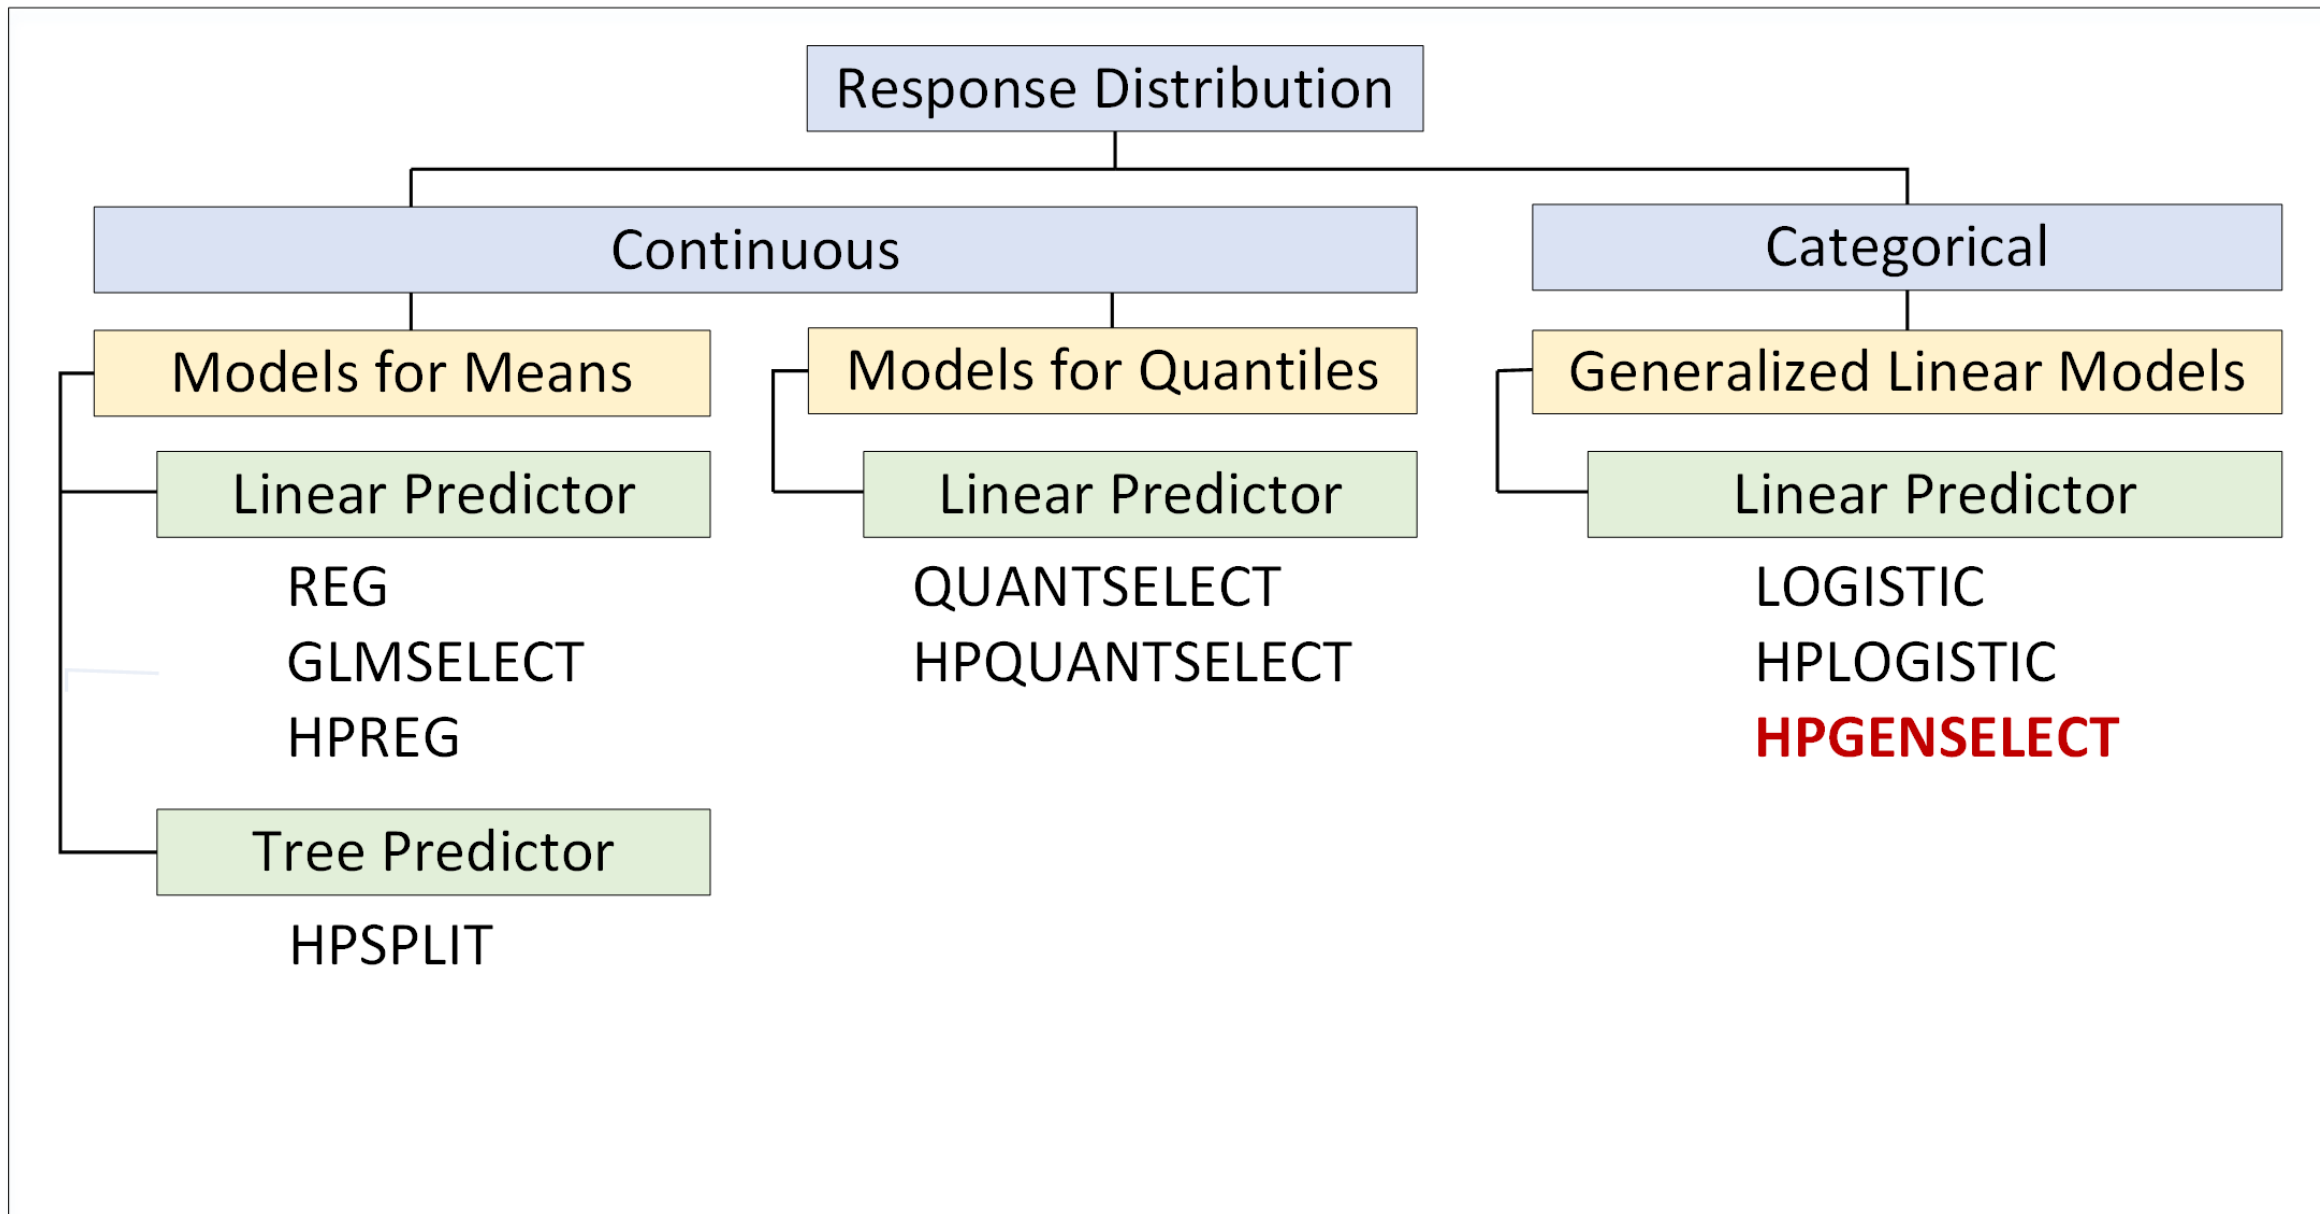 Response Distribution
Continuous
Categorical
Models for Means
Models for Quantiles
Generalized Linear Models
Linear Predictor
Linear Predictor
Linear Predictor
REG
QUANTSELECT
LOGISTIC
GLMSELECT
HPQUANTSELECT
HPLOGISTIC
HPREG
HPGENSELECT
Tree Predictor
HPSPLIT